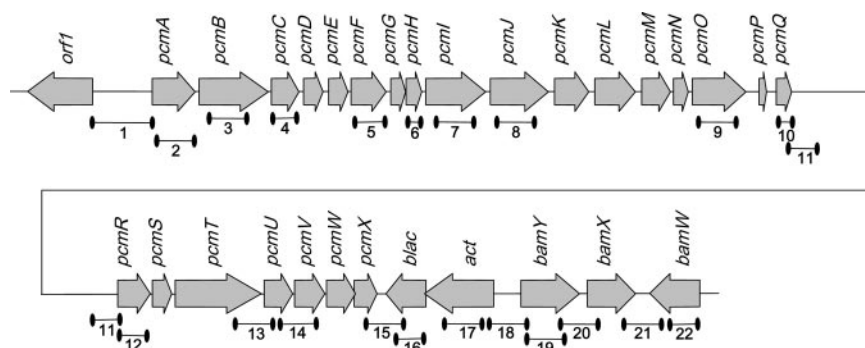 orf1 pcmA pcmB pcmC pcmD pcmE pcmF pcmG pcmH pcmI pcmJ pcmK pcmL pcmM pcmN pcmO pcmP pcmQ
1 2 3 4 5 6 7 8 9 10 11
pcmR pcmS pcmT pcmU pcmV pcmW pcmX blac act bamY bamX bamW
11 12 13 14 15 16 17 18 19 20 21 22